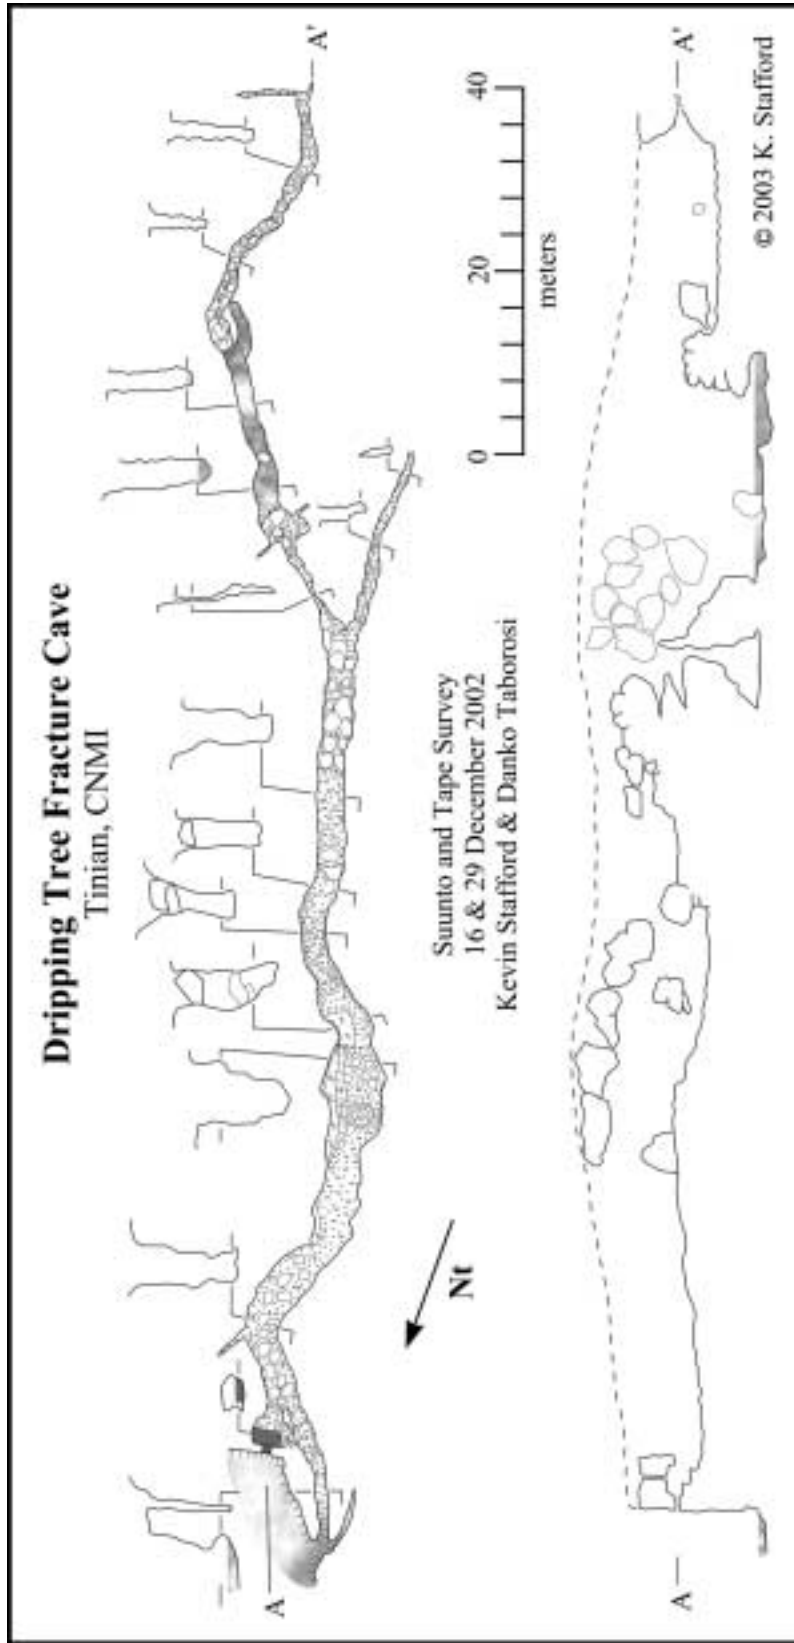 Dripping Tree Fracture Cave
Tinian, CNMI
A
A'
Suunto and Tape Survey
16 & 29 December 2002
Kevin Stafford & Danko Taborosi
0 20 40
meters
Nt
A
A'
© 2003 K. Stafford